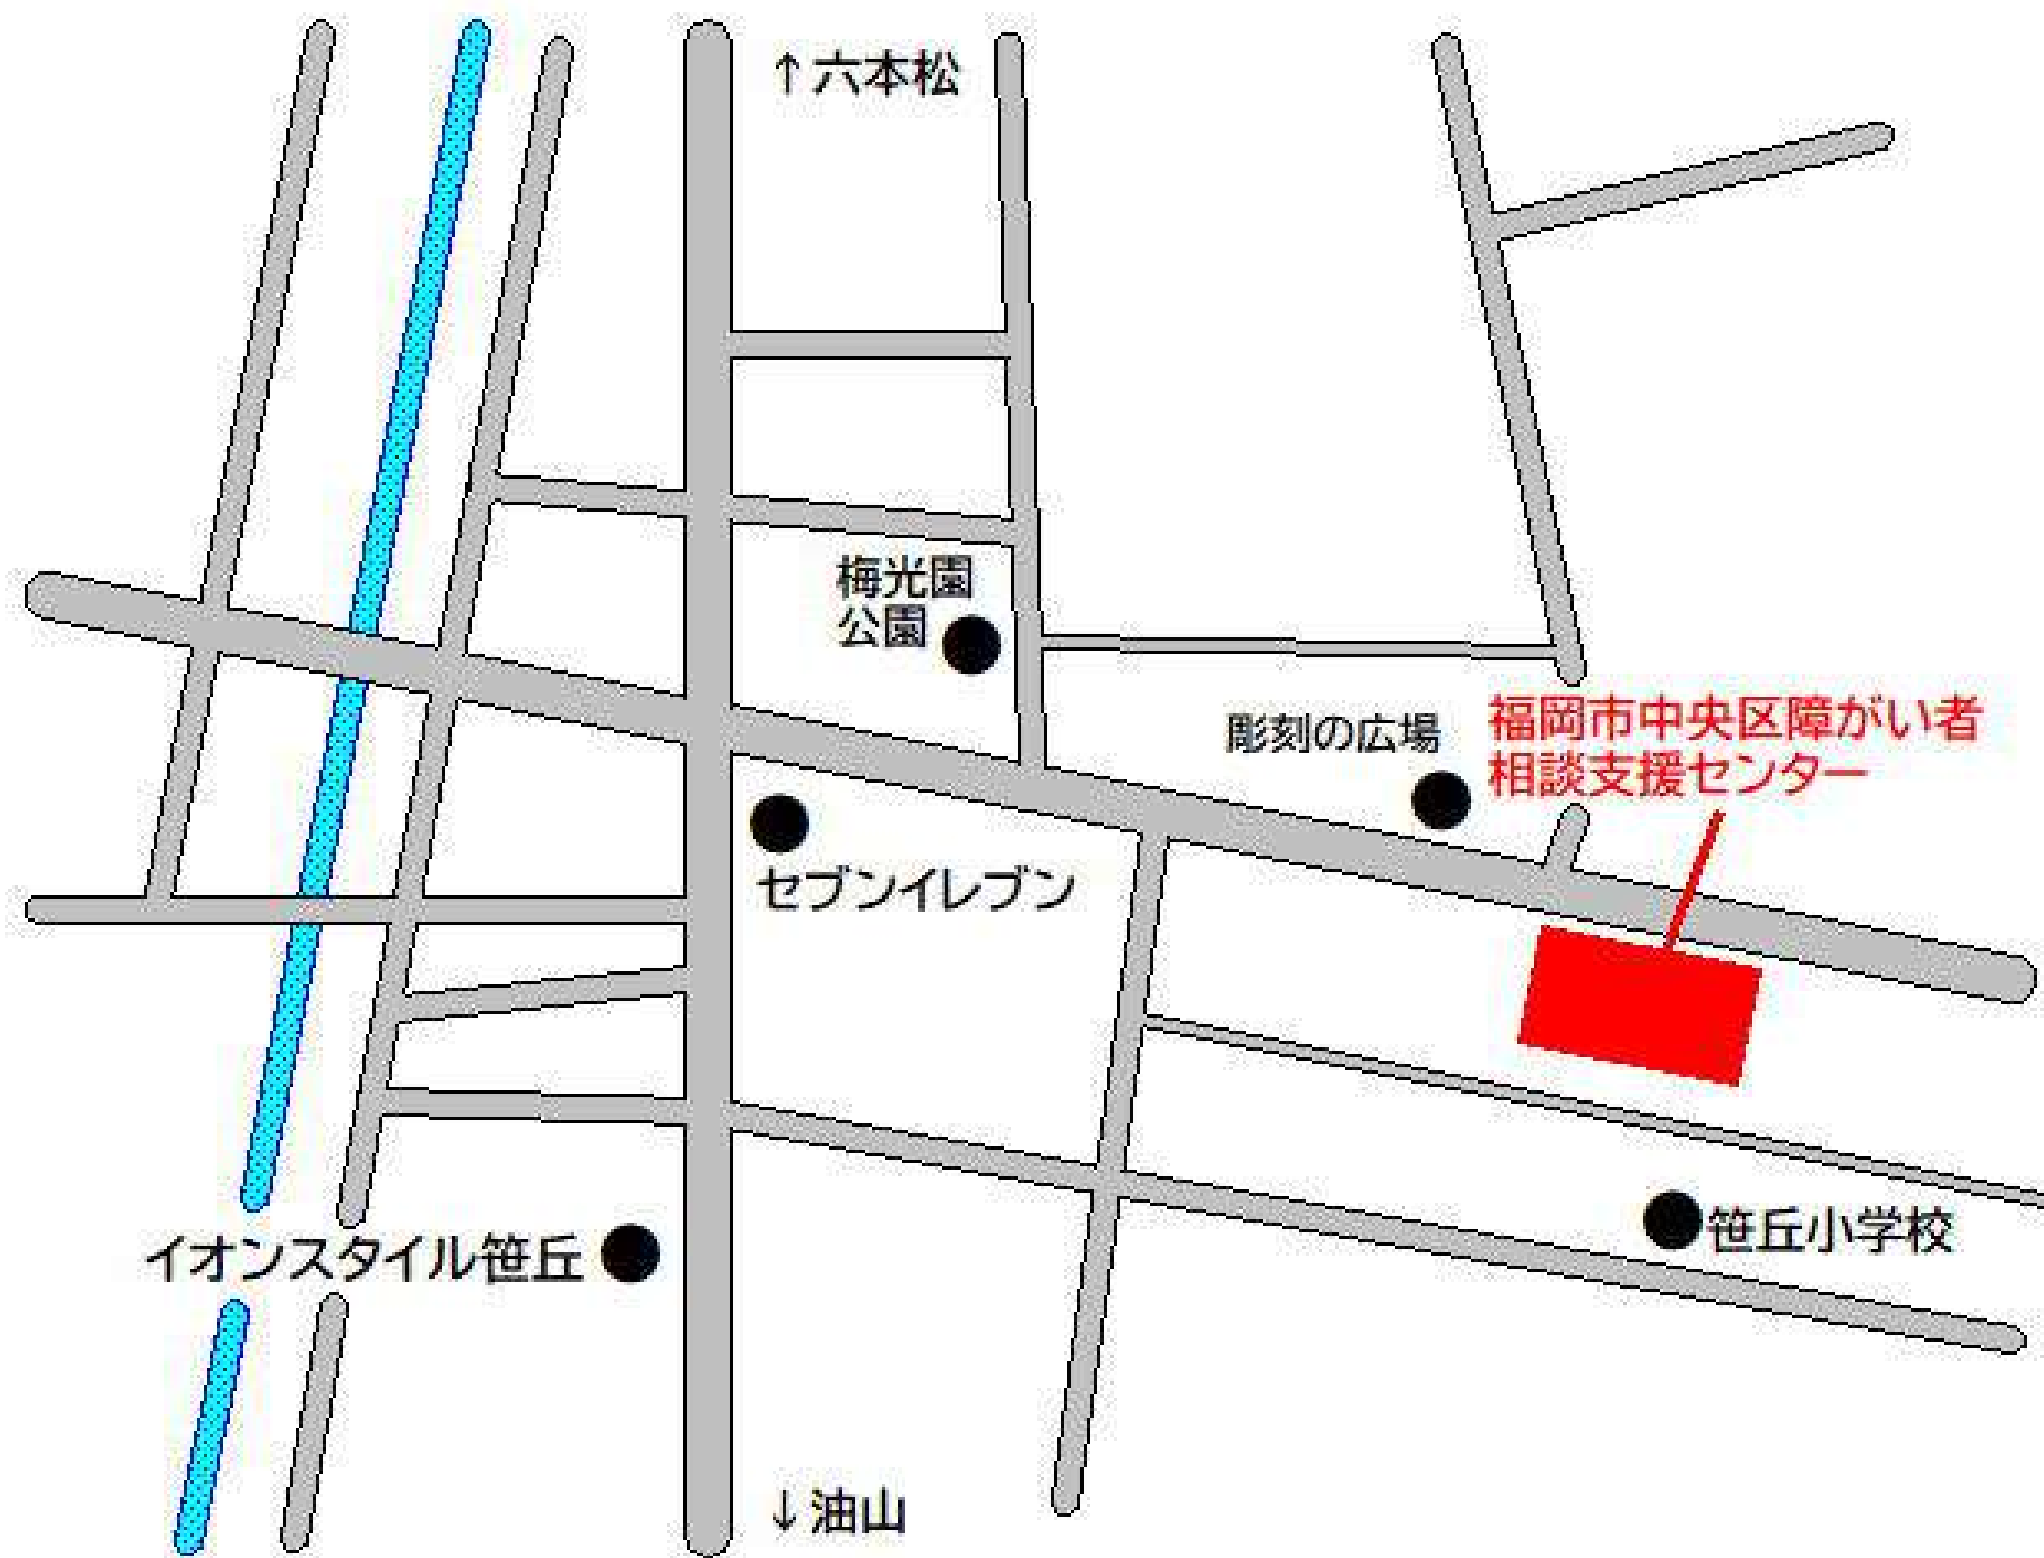 ↑六本松
梅光園
公園
彫刻の広場
福岡市中央区障がい者
相談支援センター
セブンイレブン
笹丘小学校
イオンスタイル笹丘
↓油山